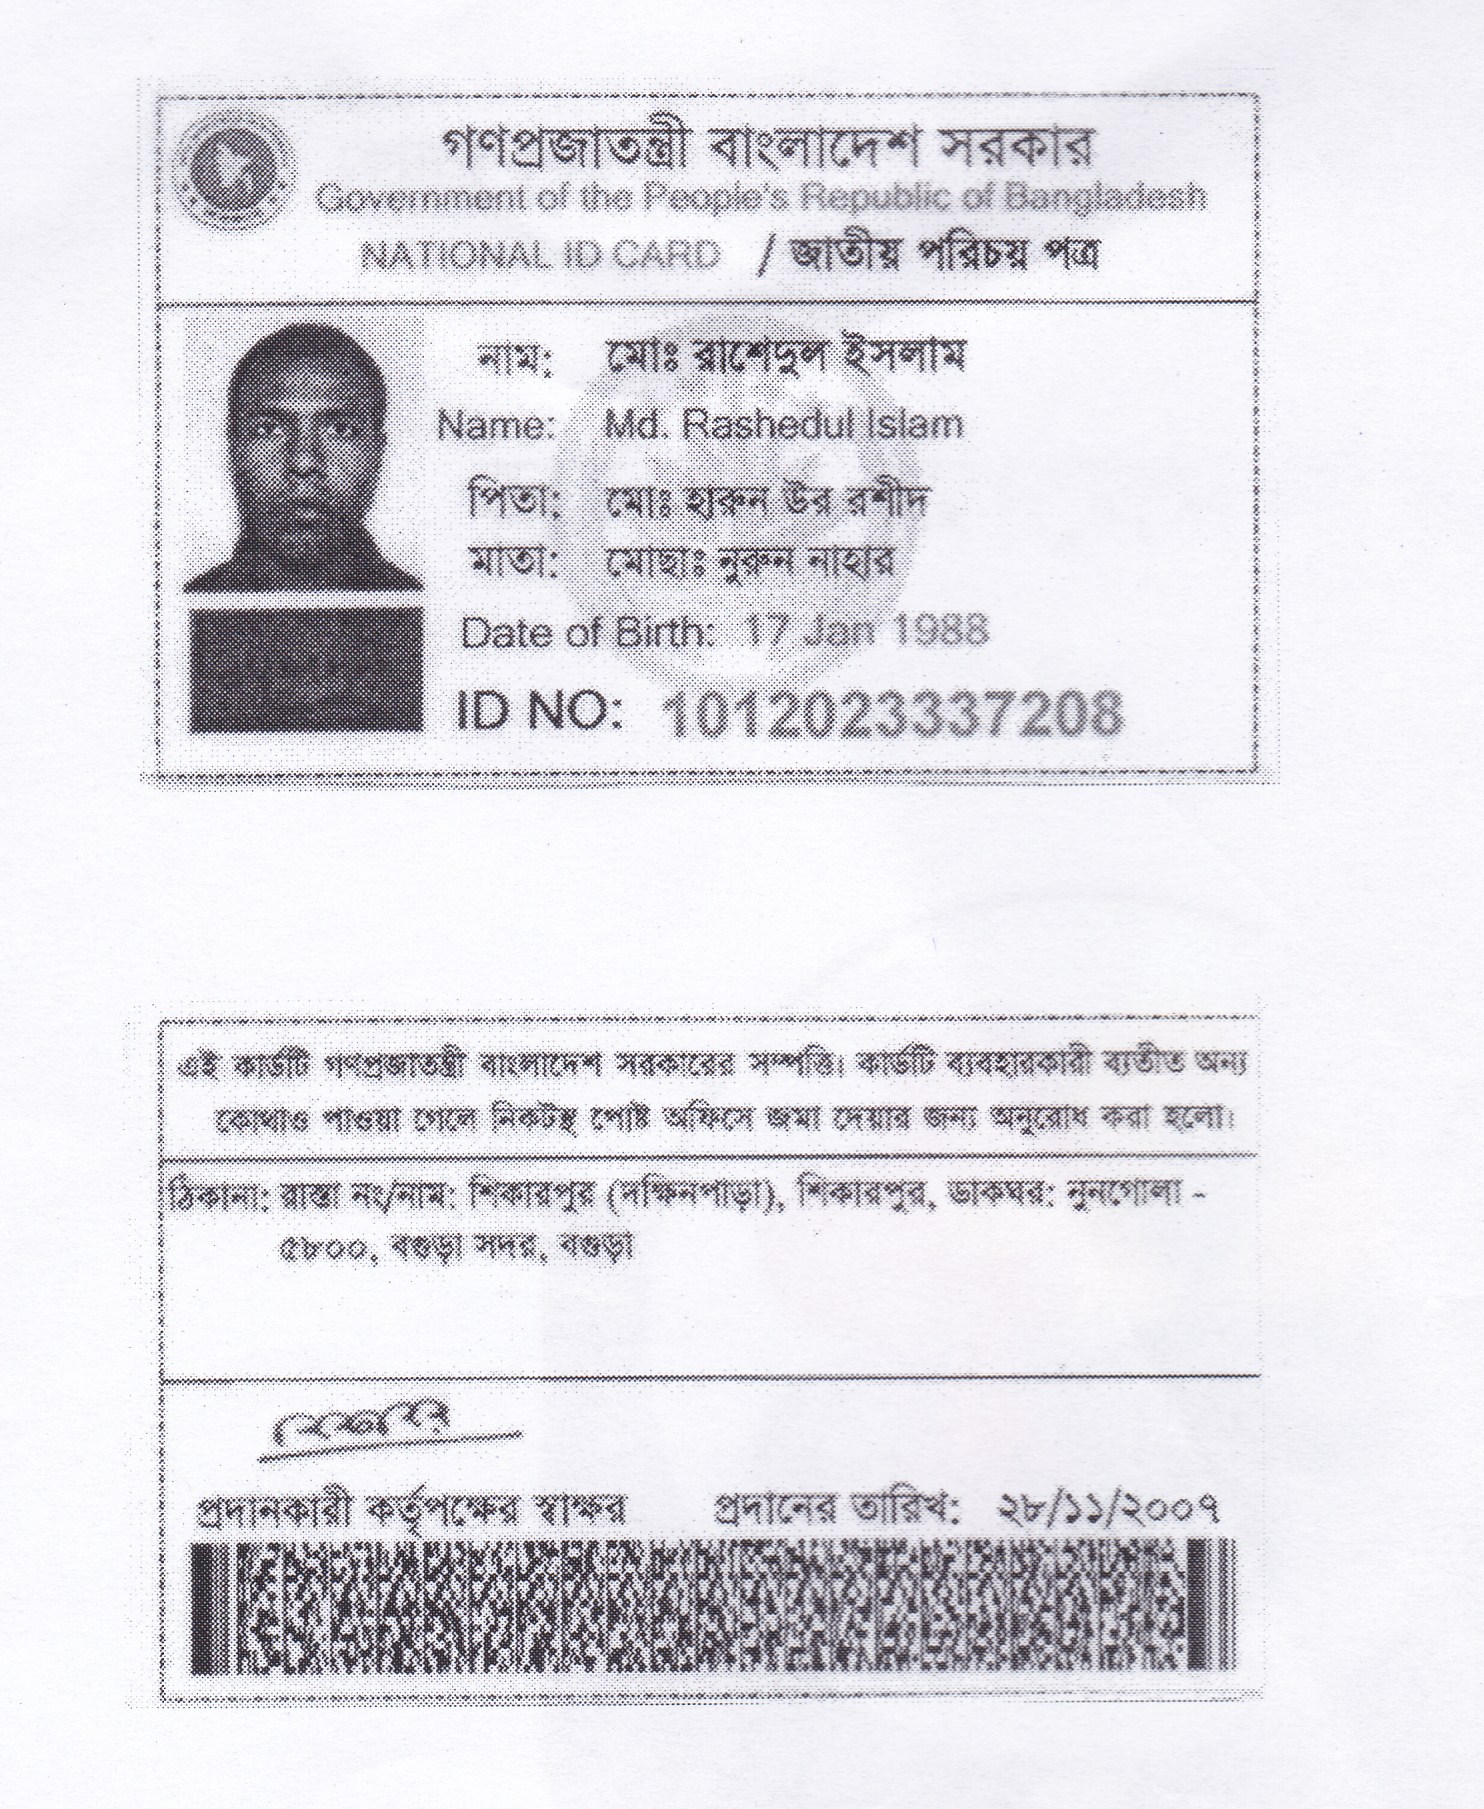 গণপ্রজাতন্ত্রী বাংলাদেশ সরকার
Government of the People's Republic of Bangladesh
NATIONAL ID CARD / জাতীয় পরিচয় পত্র
নাম: মোঃ রাশেদুল ইসলাম
Name: Md. Rashedul Islam
পিতা: মোঃ হারুন উর রশীদ
মাতা: মোছাঃ নুরুন নাহার
Date of Birth: 17 Jan 1988
ID NO: 1012023337208
এই কার্ডটি গণপ্রজাতন্ত্রী বাংলাদেশ সরকারের সম্পত্তি। কার্ডটি ব্যবহারকারী ব্যতীত অন্য
কোথাও পাওয়া গেলে নিকটস্থ পোষ্ট অফিসে জমা দেয়ার জন্য অনুরোধ করা হলো।
ঠিকানা: রাস্তা নং/নাম: শিকারপুর (দক্ষিনপাড়া), শিকারপুর, ডাকঘর: নুনগোলা -
৫৮০০, বগুড়া সদর, বগুড়া
প্রদানকারী কর্তৃপক্ষের স্বাক্ষর প্রদানের তারিখ: ২৮/১১/২০০৭